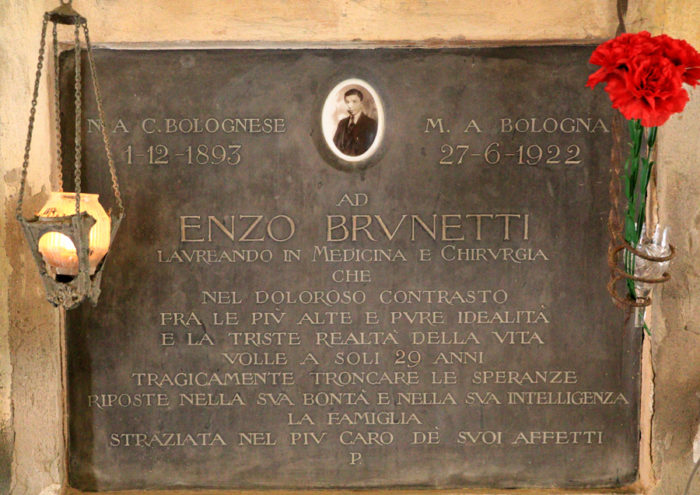 N. A C. BOLOGNESE
1-12-1893
M. A BOLOGNA
27-6-1922
AD
ENZO BRVNETTI
LAVREANDO IN MEDICINA E CHIRVRGIA
CHE
NEL DOLOROSO CONTRASTO
FRA LE PIV ALTE E PVRE IDEALITÀ
E LA TRISTE REALTÀ DELLA VITA
VOLLE A SOLI 29 ANNI
TRAGICAMENTE TRONCARE LE SPERANZE
RIPOSTE NELLA SVA BONTÀ E NELLA SVA INTELLIGENZA
LA FAMIGLIA
STRAZIATA NEL PIV CARO DÈ SVOI AFFETTI
P.